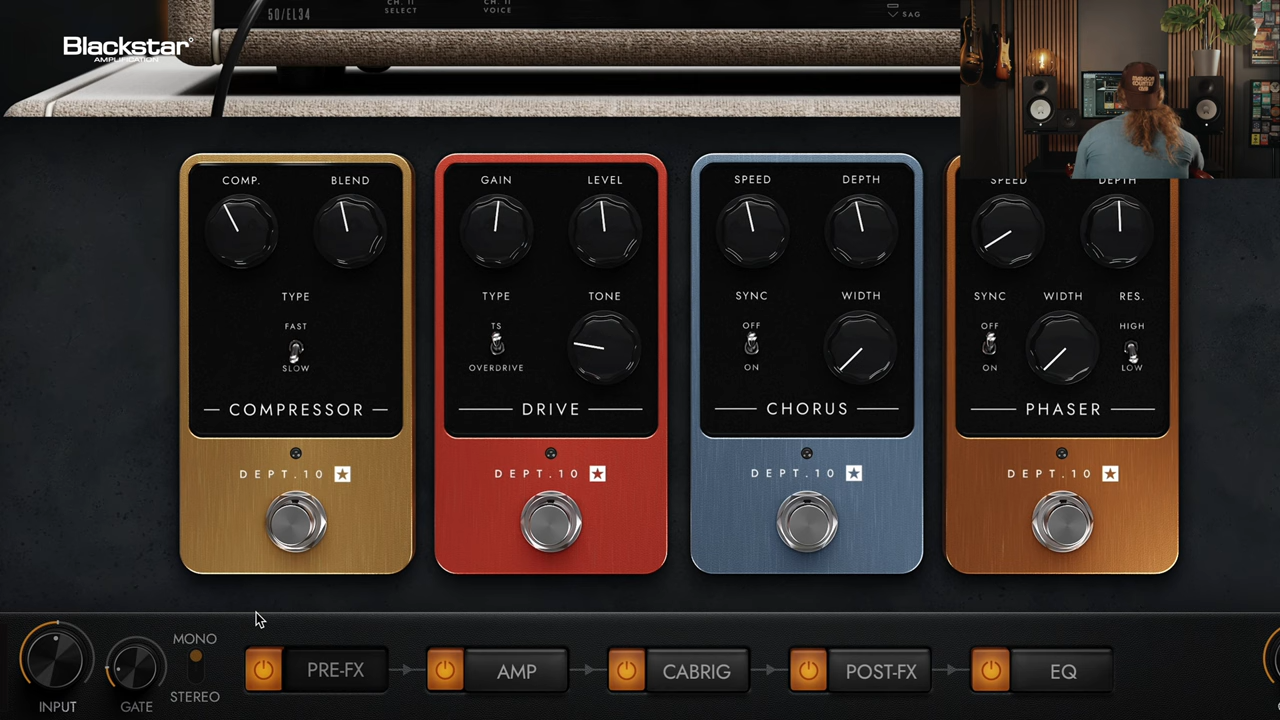 50/EL34
CH. II
SELECT
CH. II
VOICE
SAG
Blackstar
AMPLIFICATION
COMP.
BLEND
TYPE
FAST
SLOW
COMPRESSOR
DEPT.10
GAIN
LEVEL
TYPE
TONE
TS
OVERDRIVE
DRIVE
DEPT.10
SPEED
DEPTH
SYNC
WIDTH
OFF
ON
CHORUS
DEPT.10
SPEED
DEPTH
SYNC
WIDTH
RES.
OFF
HIGH
ON
LOW
PHASER
DEPT.10
INPUT
GATE
MONO
STEREO
PRE-FX
AMP
CABRIG
POST-FX
EQ